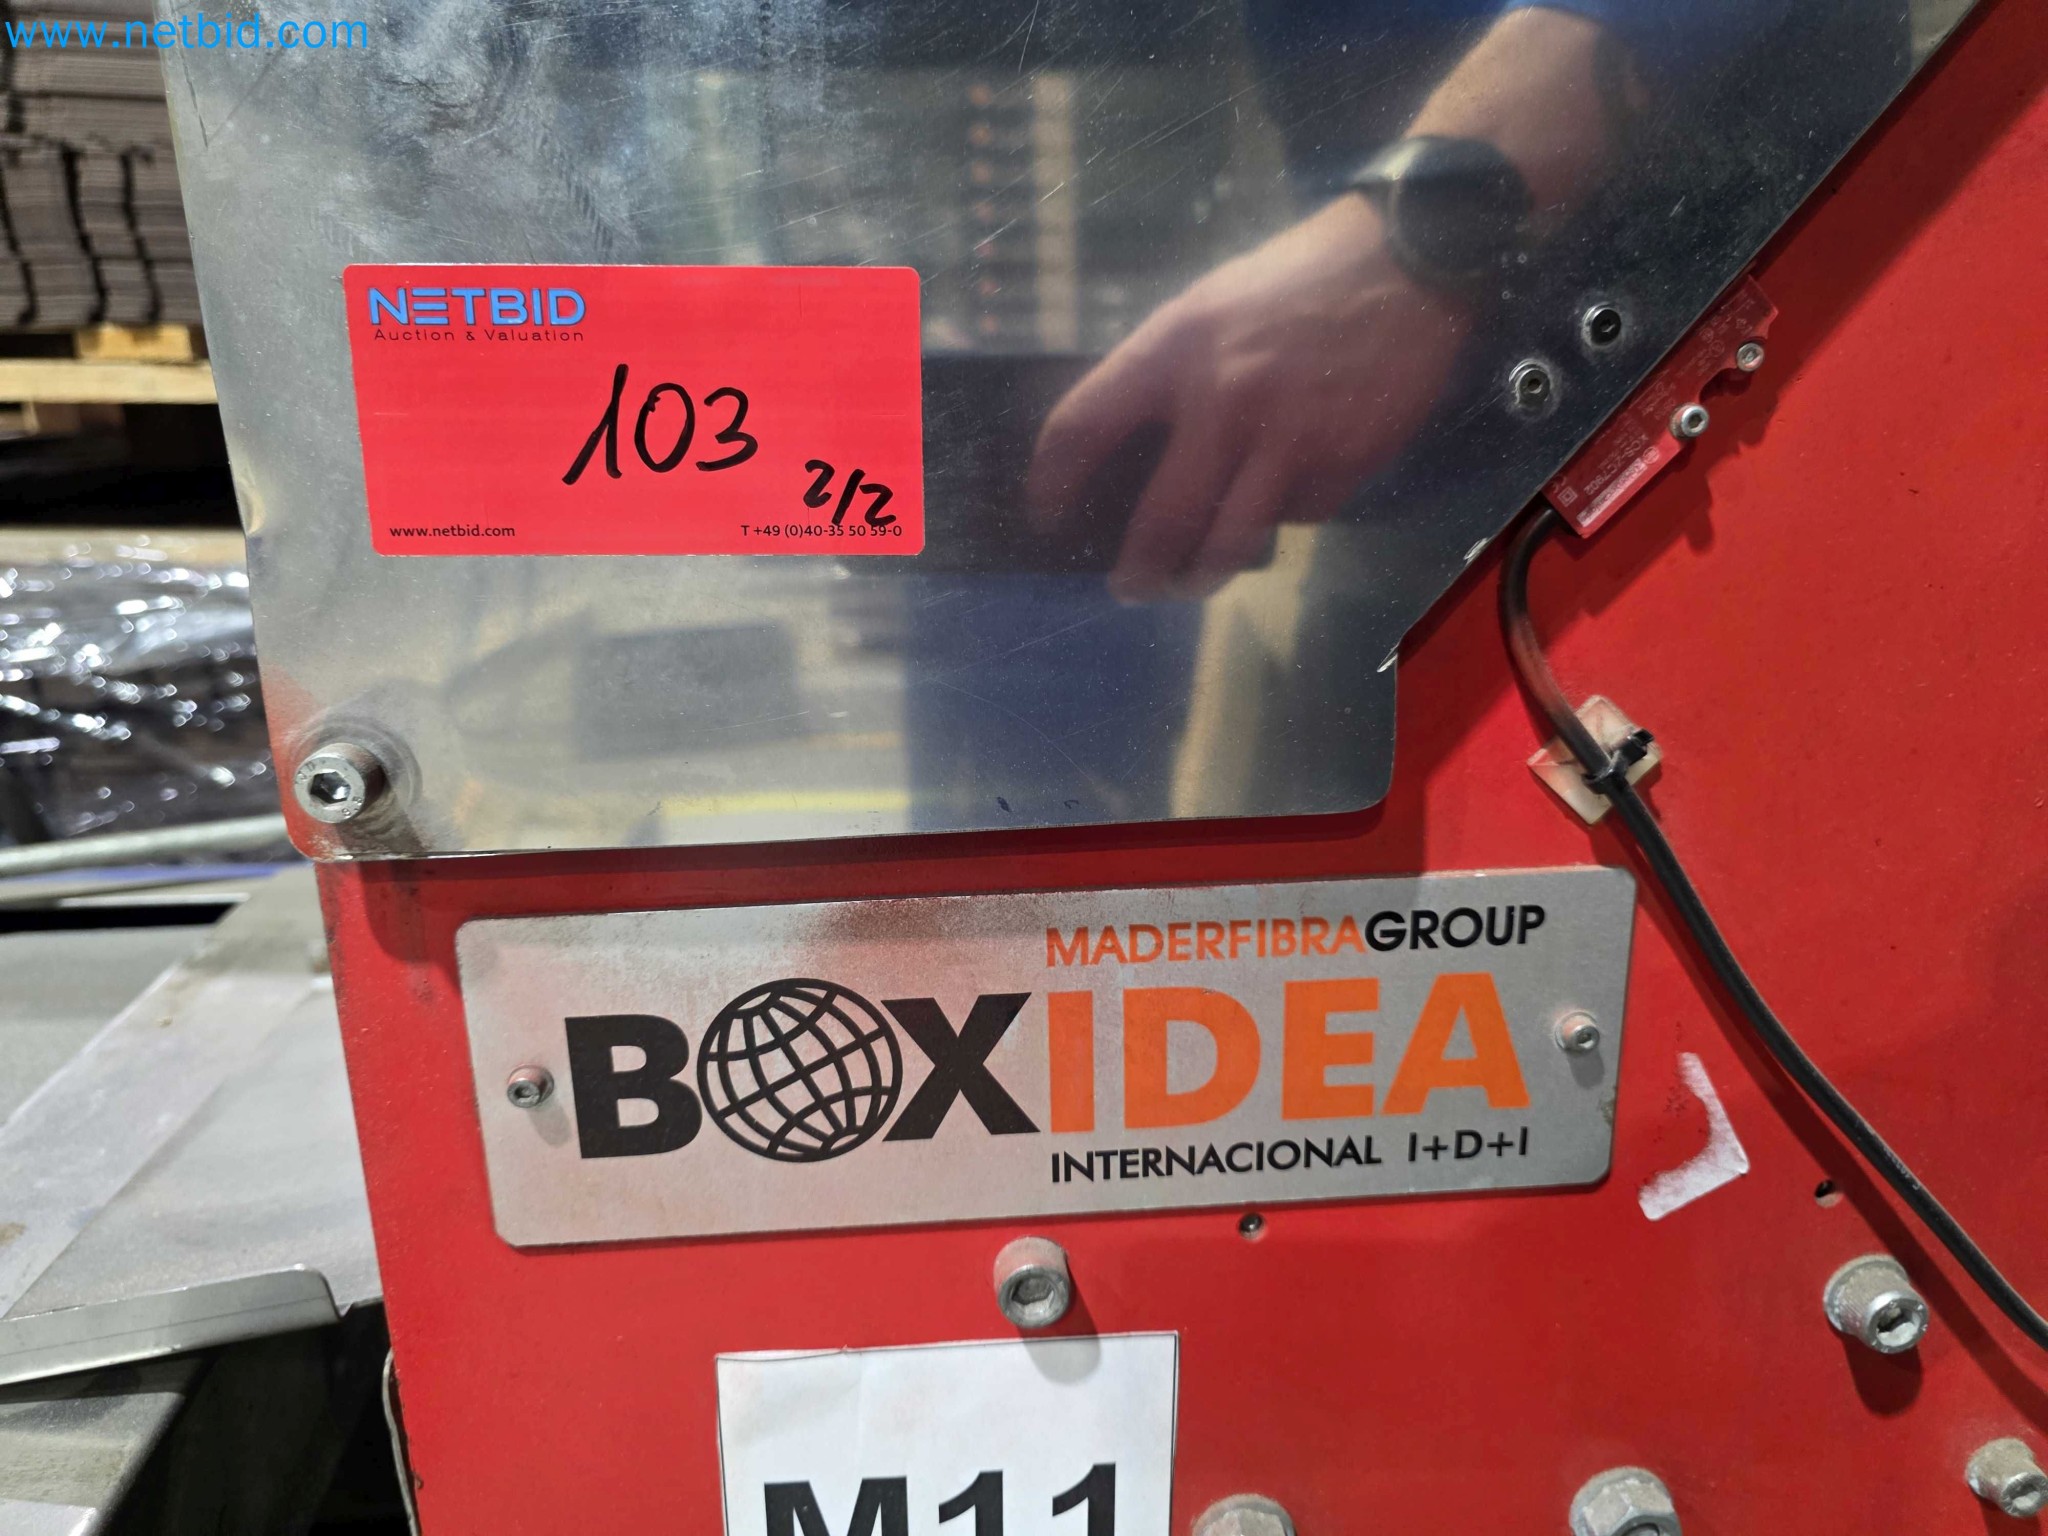 www.netbid.com
NETBID
Auction & Valuation
103
2/2
www.netbid.com
T +49 (0)40-35 50 59-0
MADERFIBRAGROUP
BOXIDEA
INTERNACIONAL I+D+I
M11